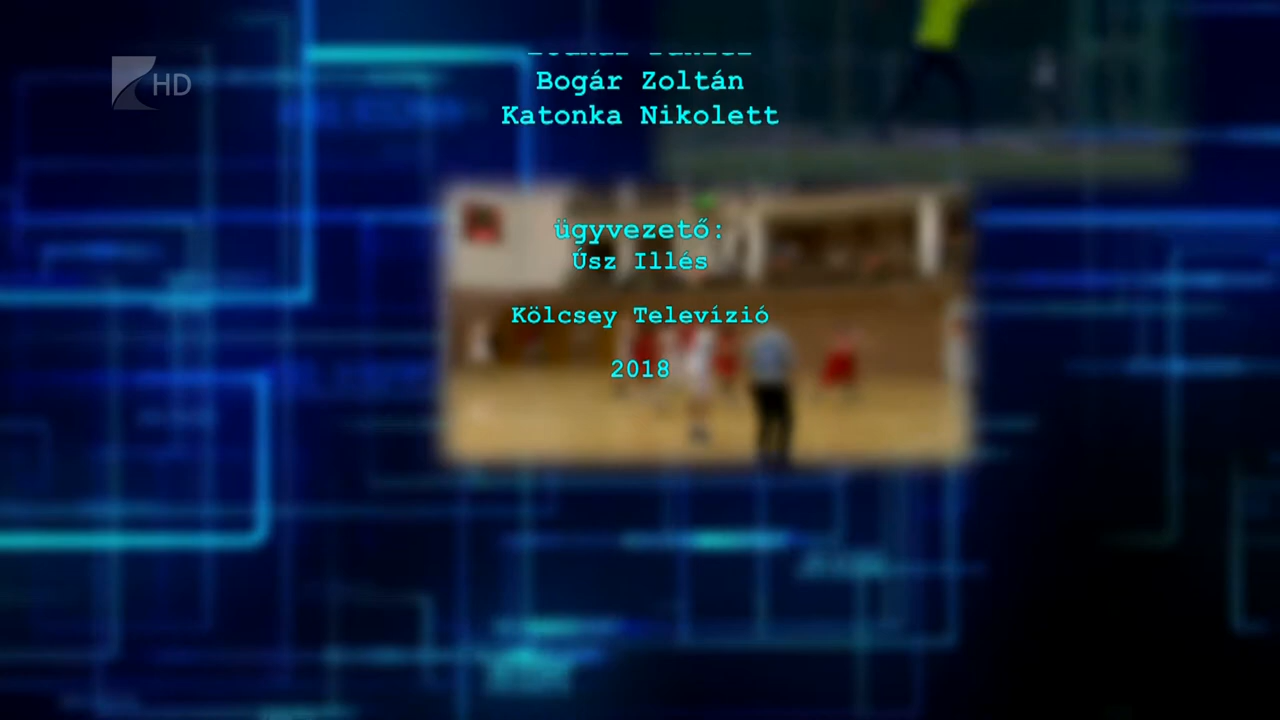 HD
Bogár Zoltán
Katonka Nikolett
ügyvezető:
Úsz Illés
Kölcsey Televízió
2018